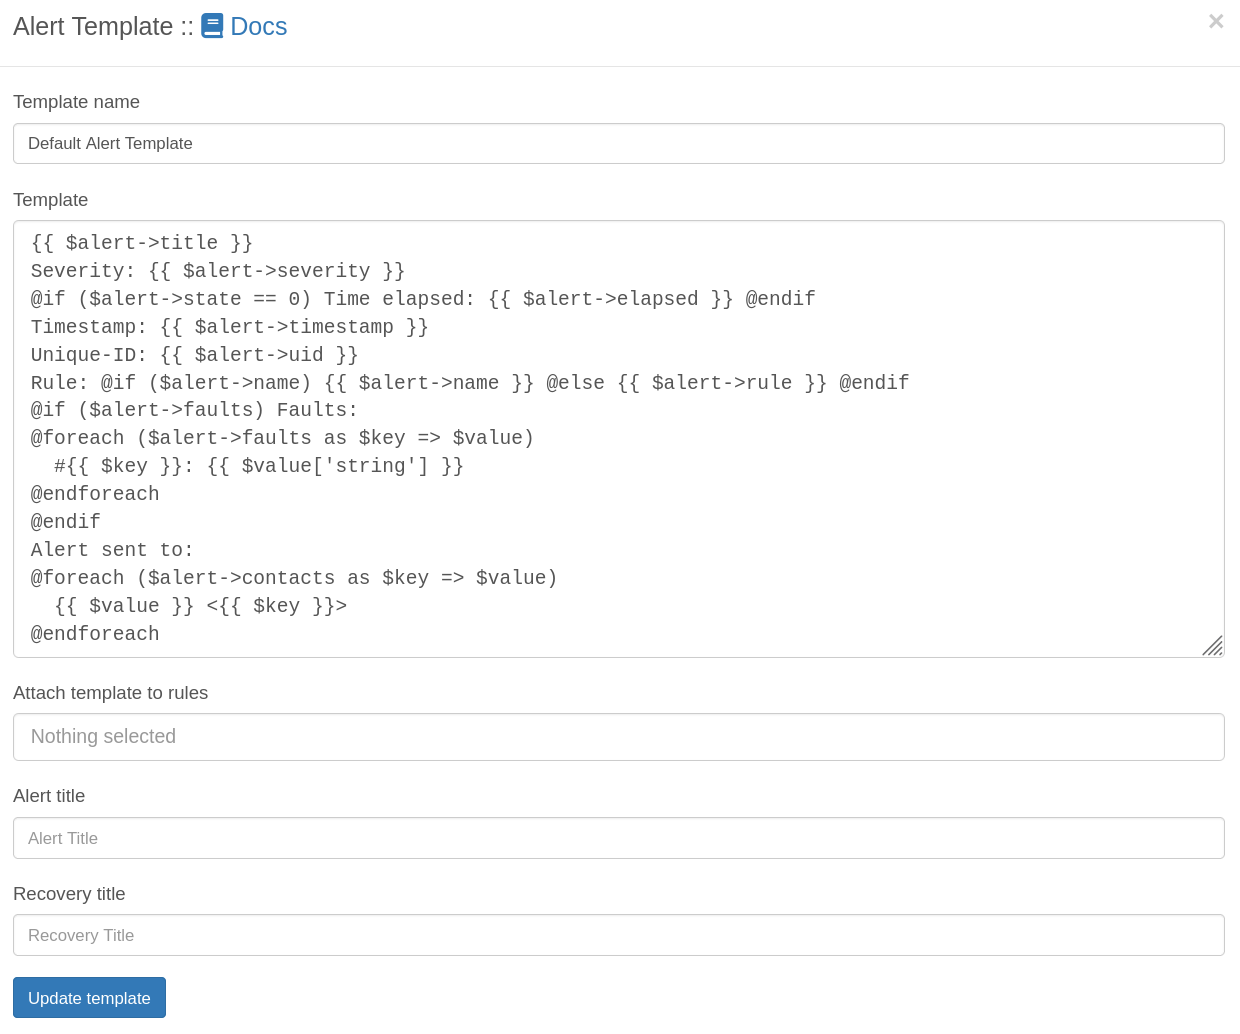 Alert Template :: Docs
×
Template name
Default Alert Template
Template
{{ $alert->title }}
Severity: {{ $alert->severity }}
@if ($alert->state == 0) Time elapsed: {{ $alert->elapsed }} @endif
Timestamp: {{ $alert->timestamp }}
Unique-ID: {{ $alert->uid }}
Rule: @if ($alert->name) {{ $alert->name }} @else {{ $alert->rule }} @endif
@if ($alert->faults) Faults:
@foreach ($alert->faults as $key => $value)
  #{{ $key }}: {{ $value['string'] }}
@endforeach
@endif
Alert sent to:
@foreach ($alert->contacts as $key => $value)
  {{ $value }} <{{ $key }}>
@endforeach
Attach template to rules
Nothing selected
Alert title
Alert Title
Recovery title
Recovery Title
Update template